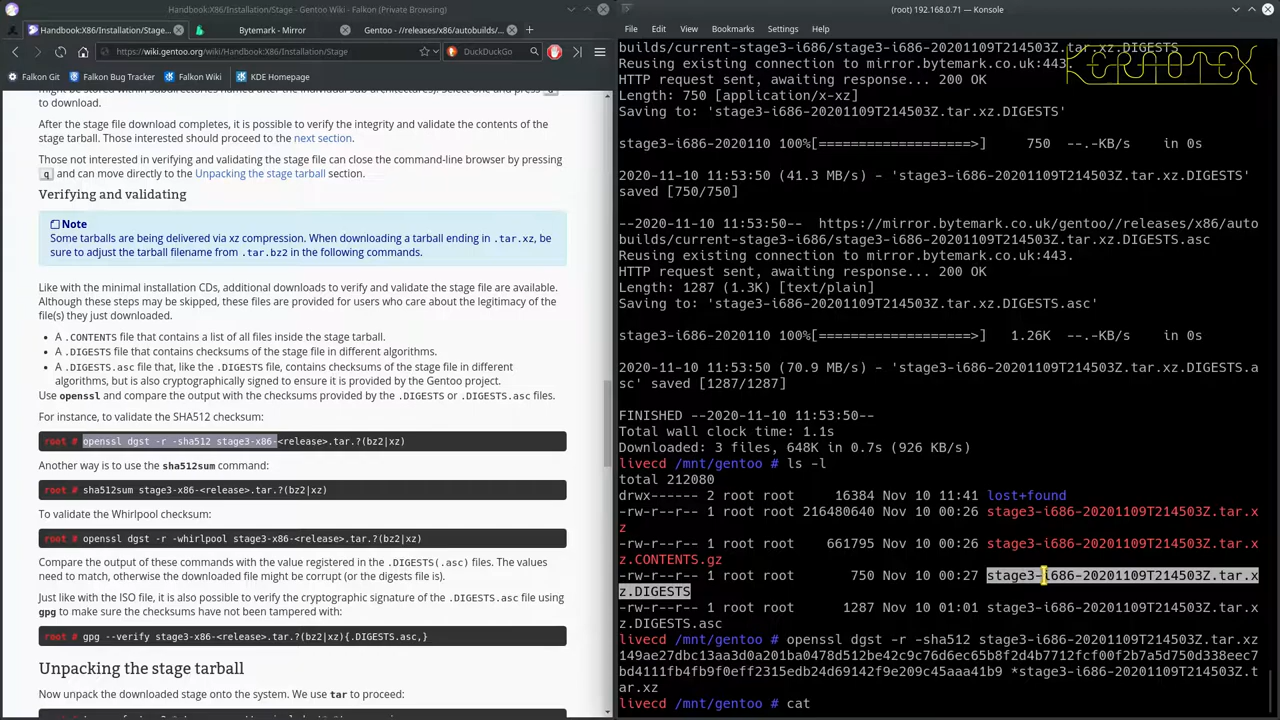 Handbook:X86/Installation/Stage - Gentoo Wiki - Falkon (Private Browsing)
Handbook:X86/Installation/Stage...
Bytemark - Mirror
Gentoo - //releases/x86/autobuilds/...
https://wiki.gentoo.org/wiki/Handbook:X86/Installation/Stage
DuckDuckGo
Falkon Git
Falkon Bug Tracker
Falkon Wiki
KDE Homepage
to download.
After the stage file download completes, it is possible to verify the integrity and validate the contents of the
stage tarball. Those interested should proceed to the next section.
Those not interested in verifying and validating the stage file can close the command-line browser by pressing
q and can move directly to the Unpacking the stage tarball section.
Verifying and validating
Note
Some tarballs are being delivered via xz compression. When downloading a tarball ending in .tar.xz, be
sure to adjust the tarball filename from .tar.bz2 in the following commands.
Like with the minimal installation CDs, additional downloads to verify and validate the stage file are available.
Although these steps may be skipped, these files are provided for users who care about the legitimacy of the
file(s) they just downloaded.
A .CONTENTS file that contains a list of all files inside the stage tarball.
A .DIGESTS file that contains checksums of the stage file in different algorithms.
A .DIGESTS.asc file that, like the .DIGESTS file, contains checksums of the stage file in different
algorithms, but is also cryptographically signed to ensure it is provided by the Gentoo project.
Use openssl and compare the output with the checksums provided by the .DIGESTS or .DIGESTS.asc files.
For instance, to validate the SHA512 checksum:
root # openssl dgst -r -sha512 stage3-x86-<release>.tar.?(bz2|xz)
Another way is to use the sha512sum command:
root # sha512sum stage3-x86-<release>.tar.?(bz2|xz)
To validate the Whirlpool checksum:
root # openssl dgst -r -whirlpool stage3-x86-<release>.tar.?(bz2|xz)
Compare the output of these commands with the value registered in the .DIGESTS(.asc) files. The values
need to match, otherwise the downloaded file might be corrupt (or the digests file is).
Just like with the ISO file, it is also possible to verify the cryptographic signature of the .DIGESTS.asc file using
gpg to make sure the checksums have not been tampered with:
root # gpg --verify stage3-x86-<release>.tar.?(bz2|xz){.DIGESTS.asc,}
Unpacking the stage tarball
Now unpack the downloaded stage onto the system. We use tar to proceed:
(root) 192.168.0.71 — Konsole
File Edit View Bookmarks Settings Help
builds/current-stage3-i686/stage3-i686-20201109T214503Z.tar.xz.DIGESTS
Reusing existing connection to mirror.bytemark.co.uk:443.
HTTP request sent, awaiting response... 200 OK
Length: 750 [application/x-xz]
Saving to: 'stage3-i686-20201109T214503Z.tar.xz.DIGESTS'
stage3-i686-2020110 100%[===================>] 750 --.-KB/s in 0s
2020-11-10 11:53:50 (41.3 MB/s) - 'stage3-i686-20201109T214503Z.tar.xz.DIGESTS'
saved [750/750]
--2020-11-10 11:53:50-- https://mirror.bytemark.co.uk/gentoo//releases/x86/auto
builds/current-stage3-i686/stage3-i686-20201109T214503Z.tar.xz.DIGESTS.asc
Reusing existing connection to mirror.bytemark.co.uk:443.
HTTP request sent, awaiting response... 200 OK
Length: 1287 (1.3K) [text/plain]
Saving to: 'stage3-i686-20201109T214503Z.tar.xz.DIGESTS.asc'
stage3-i686-2020110 100%[===================>] 1.26K --.-KB/s in 0s
2020-11-10 11:53:50 (70.9 MB/s) - 'stage3-i686-20201109T214503Z.tar.xz.DIGESTS.a
sc' saved [1287/1287]
FINISHED --2020-11-10 11:53:50--
Total wall clock time: 1.1s
Downloaded: 3 files, 648K in 0.7s (926 KB/s)
livecd /mnt/gentoo # ls -l
total 212080
drwx------ 2 root root 16384 Nov 10 11:41 lost+found
-rw-r--r-- 1 root root 216480640 Nov 10 00:26 stage3-i686-20201109T214503Z.tar.x
z
-rw-r--r-- 1 root root 661795 Nov 10 00:26 stage3-i686-20201109T214503Z.tar.x
z.CONTENTS.gz
-rw-r--r-- 1 root root 750 Nov 10 00:27 stage3-i686-20201109T214503Z.tar.x
z.DIGESTS
-rw-r--r-- 1 root root 1287 Nov 10 01:01 stage3-i686-20201109T214503Z.tar.x
z.DIGESTS.asc
livecd /mnt/gentoo # openssl dgst -r -sha512 stage3-i686-20201109T214503Z.tar.xz
149ae27dbc13aa3d0a201ba0478d512be42c9c76d6ec65b8f2d4b7712fcf00f2b7a5d750d338eec7
bd4111fb4fb9f0eff2315edb24d69142f9e209c45aaa41b9 *stage3-i686-20201109T214503Z.t
ar.xz
livecd /mnt/gentoo # cat